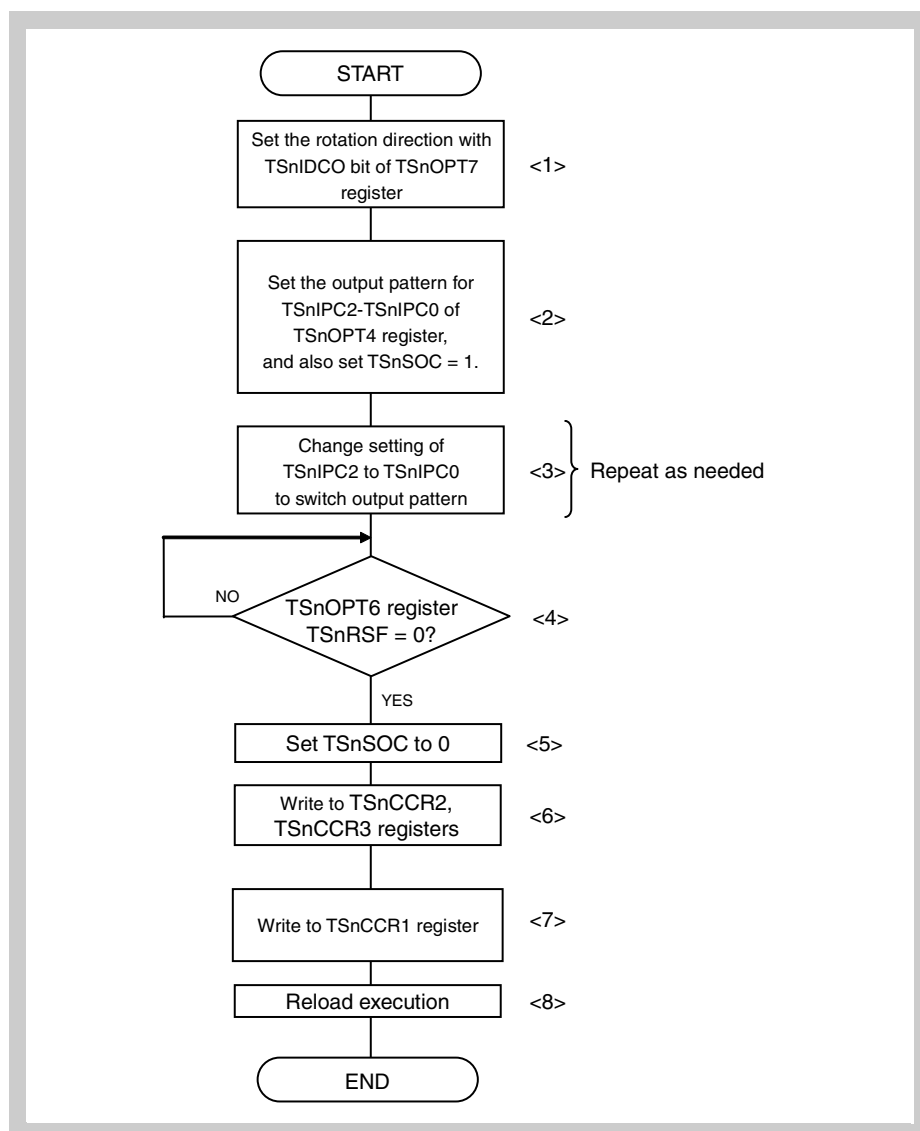 START
Set the rotation direction with
TSnIDCO bit of TSnOPT7
register
<1>
Set the output pattern for
TSnIPC2-TSnIPC0 of
TSnOPT4 register,
and also set TSnSOC = 1.
<2>
Change setting of
TSnIPC2 to TSnIPC0
to switch output pattern
<3>
Repeat as needed
NO
TSnOPT6 register
TSnRSF = 0?
<4>
YES
Set TSnSOC to 0
<5>
Write to TSnCCR2,
TSnCCR3 registers
<6>
Write to TSnCCR1 register
<7>
Reload execution
<8>
END